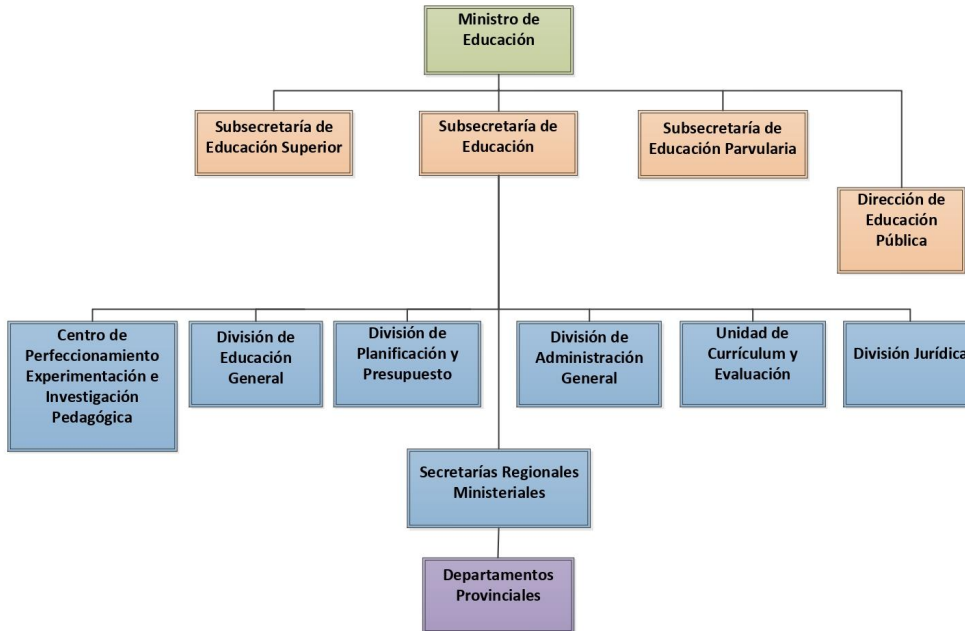 Ministro de
Educación
Subsecretaría de
Educación Superior
Subsecretaría de
Educación
Subsecretaría de
Educación Parvularia
Dirección de
Educación
Pública
Centro de
Perfeccionamiento
Experimentación e
Investigación
Pedagógica
División de
Educación
General
División de
Planificación y
Presupuesto
División de
Administración
General
Unidad de
Currículum y
Evaluación
División Jurídica
Secretarías Regionales
Ministeriales
Departamentos
Provinciales